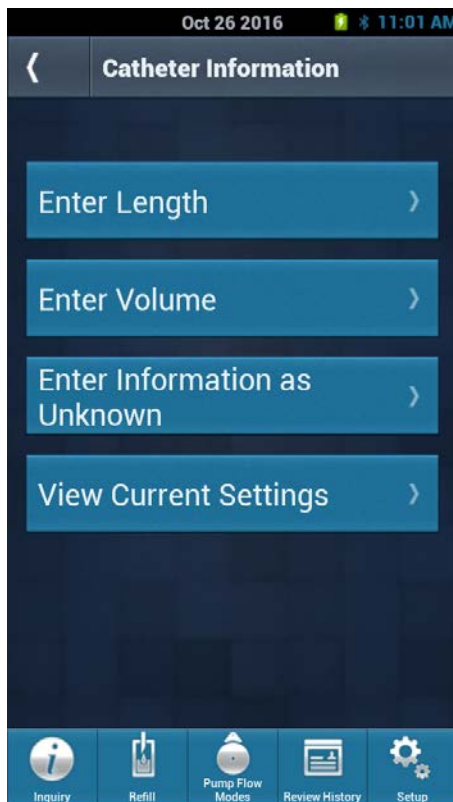 Oct 26 2016 11:01 AM
Catheter Information
Enter Length
Enter Volume
Enter Information as
Unknown
View Current Settings
Inquiry
Refill
Pump Flow
Modes
Review History
Setup